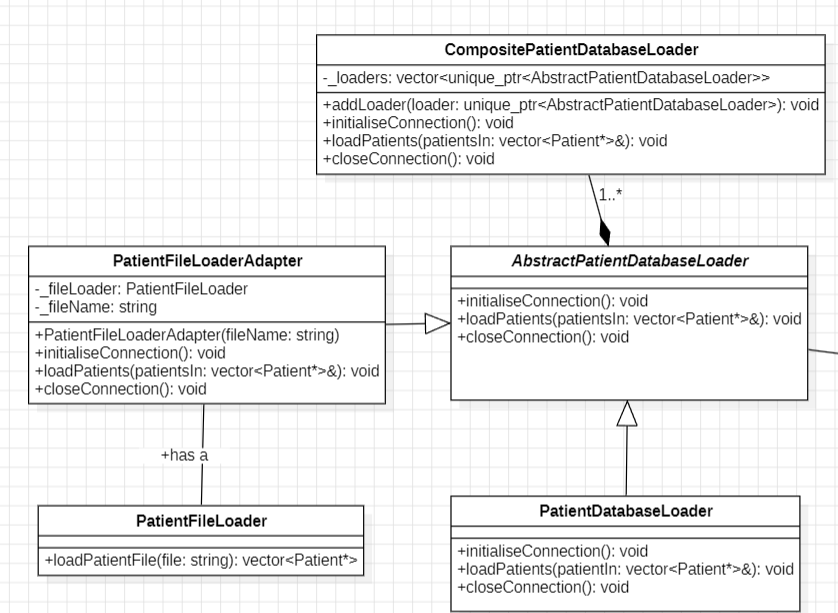 CompositePatientDatabaseLoader
-_loaders: vector<unique_ptr<AbstractPatientDatabaseLoader>>
+addLoader(loader: unique_ptr<AbstractPatientDatabaseLoader>): void
+initialiseConnection(): void
+loadPatients(patientsIn: vector<Patient*>&): void
+closeConnection(): void
1..*
PatientFileLoaderAdapter
-_fileLoader: PatientFileLoader
-_fileName: string
+PatientFileLoaderAdapter(fileName: string)
+initialiseConnection(): void
+loadPatients(patientsIn: vector<Patient*>&): void
+closeConnection(): void
AbstractPatientDatabaseLoader
+initialiseConnection(): void
+loadPatients(patientsIn: vector<Patient*>&): void
+closeConnection(): void
+has a
PatientFileLoader
+loadPatientFile(file: string): vector<Patient*>
PatientDatabaseLoader
+initialiseConnection(): void
+loadPatients(patientIn: vector<Patient*>&): void
+closeConnection(): void